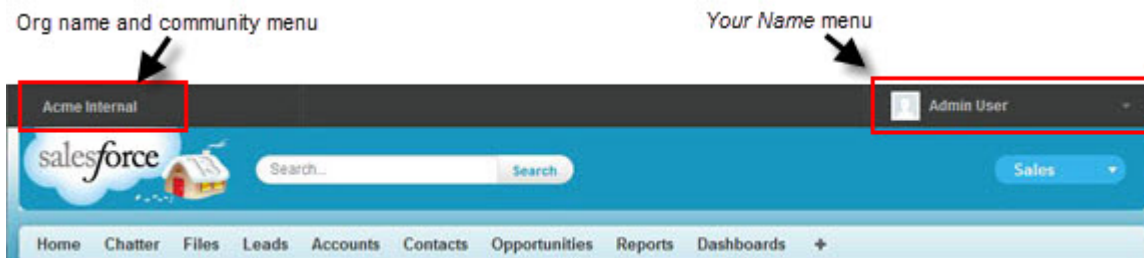 Org name and community menu
Your Name menu
Acme Internal
Admin User
salesforce
Search...
Search
Sales
Home Chatter Files Leads Accounts Contacts Opportunities Reports Dashboards +